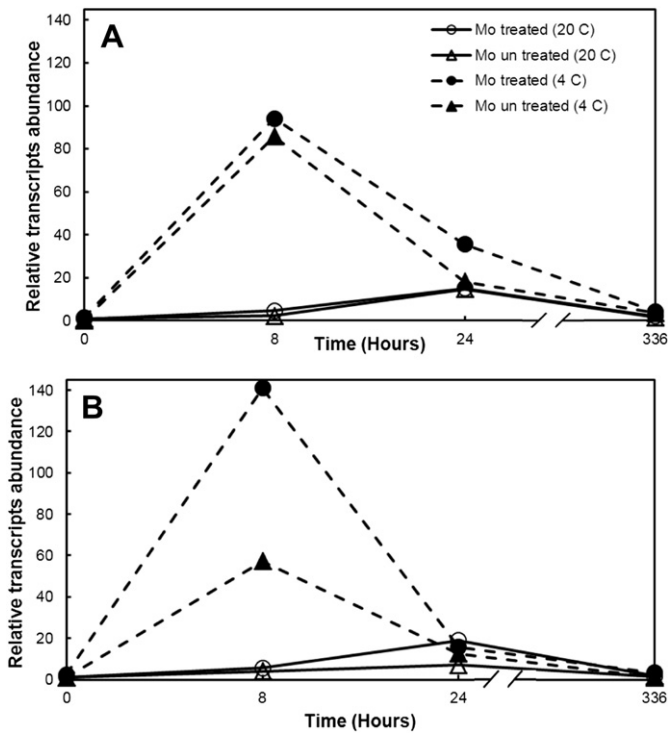 A
140
120
100
80
60
40
20
0
Relative transcripts abundance
Mo treated (20 C)
Mo un treated (20 C)
Mo treated (4 C)
Mo un treated (4 C)
0 8 24 336
Time (Hours)
B
140
120
100
80
60
40
20
0
Relative transcripts abundance
0 8 24 336
Time (Hours)